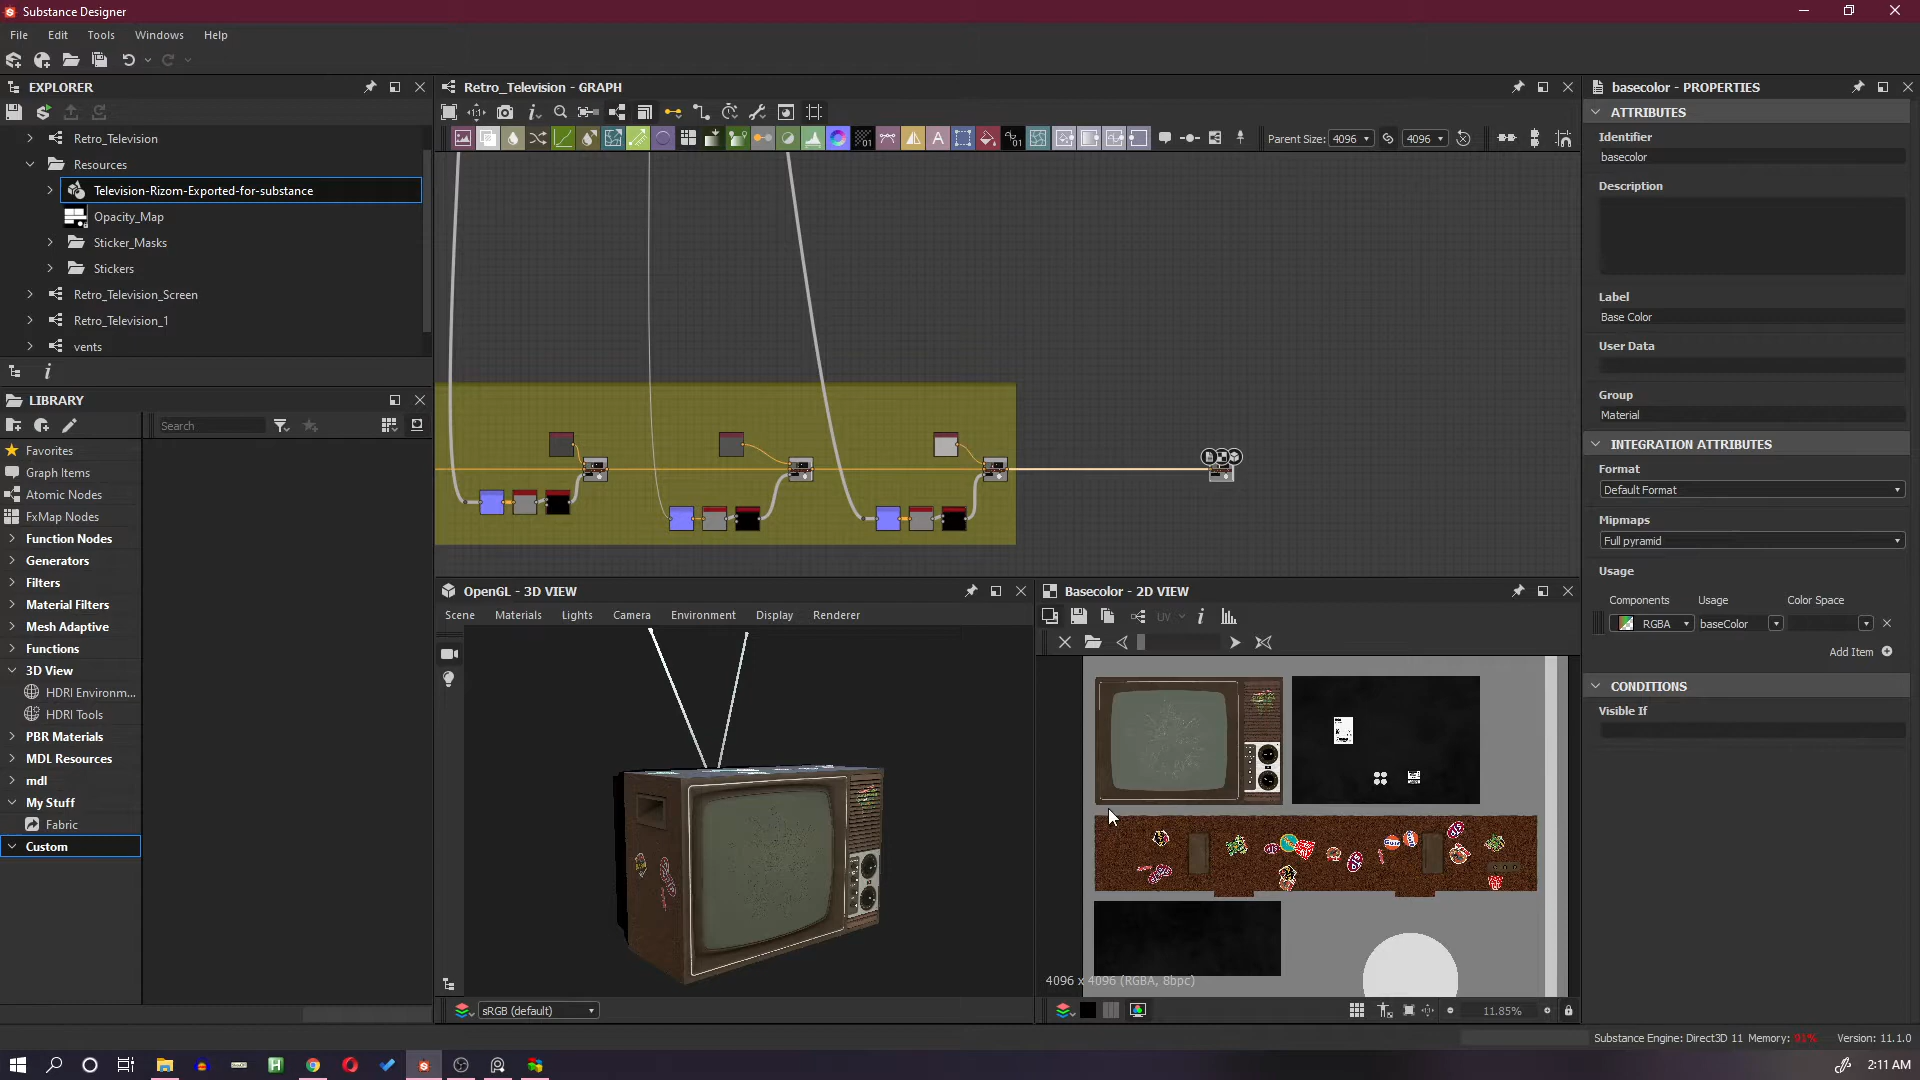 Substance Designer
File Edit Tools Windows Help
EXPLORER
Retro_Television
Resources
Television-Rizom-Exported-for-substance
Opacity_Map
Sticker_Masks
Stickers
Retro_Television_Screen
Retro_Television_1
vents
LIBRARY
Search
Favorites
Graph Items
Atomic Nodes
FxMap Nodes
Function Nodes
Generators
Filters
Material Filters
Mesh Adaptive
Functions
3D View
HDRI Environm...
HDRI Tools
PBR Materials
MDL Resources
mdl
My Stuff
Fabric
Custom
Retro_Television - GRAPH
Parent Size: 4096 4096
OpenGL - 3D VIEW
Scene Materials Lights Camera Environment Display Renderer
sRGB (default)
Basecolor - 2D VIEW
UV
4096 x 4096 (RGBA, 8bpc)
11.85%
basecolor - PROPERTIES
ATTRIBUTES
Identifier
basecolor
Description
Label
Base Color
User Data
Group
Material
INTEGRATION ATTRIBUTES
Format
Default Format
Mipmaps
Full pyramid
Usage
Components Usage Color Space
RGBA baseColor
Add Item
CONDITIONS
Visible If
Substance Engine: Direct3D 11 Memory: 91% Version: 11.1.0
2:11 AM